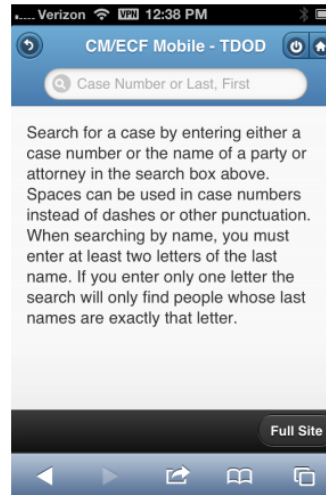 ..... Verizon VPN 12:38 PM
CM/ECF Mobile - TDOD
Case Number or Last, First
Search for a case by entering either a
case number or the name of a party or
attorney in the search box above.
Spaces can be used in case numbers
instead of dashes or other punctuation.
When searching by name, you must
enter at least two letters of the last
name. If you enter only one letter the
search will only find people whose last
names are exactly that letter.
Full Site